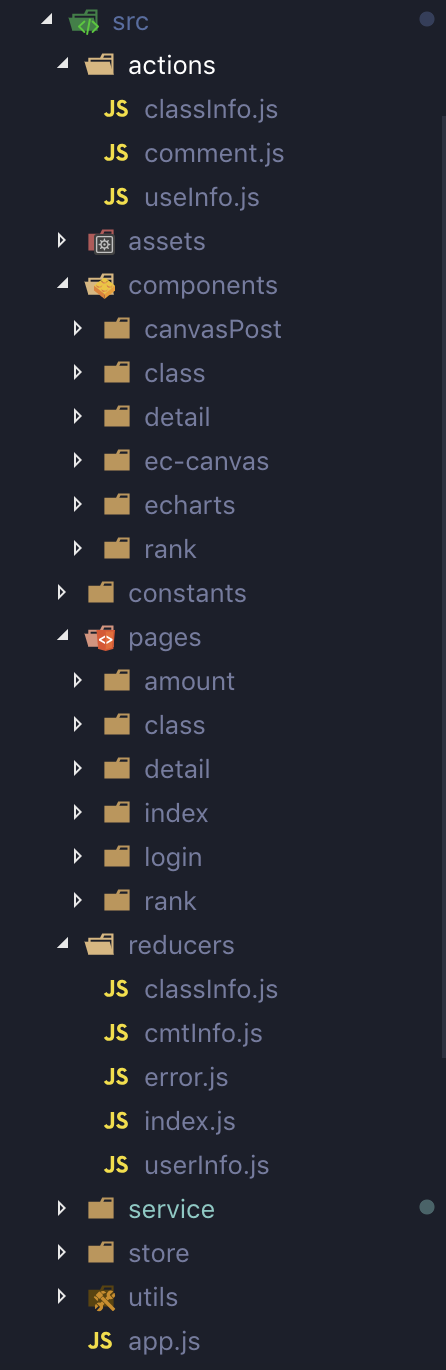 src
actions
JS classInfo.js
JS comment.js
JS useInfo.js
assets
components
canvasPost
class
detail
ec-canvas
echarts
rank
constants
pages
amount
class
detail
index
login
rank
reducers
JS classInfo.js
JS cmtInfo.js
JS error.js
JS index.js
JS userInfo.js
service
store
utils
JS app.js